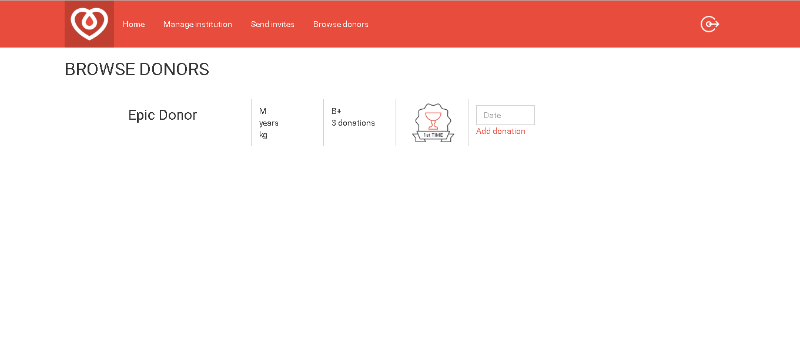 Home
Manage institution
Send invites
Browse donors
BROWSE DONORS
Epic Donor
M
years
kg
B+
3 donations
1st TIME
Date
Add donation